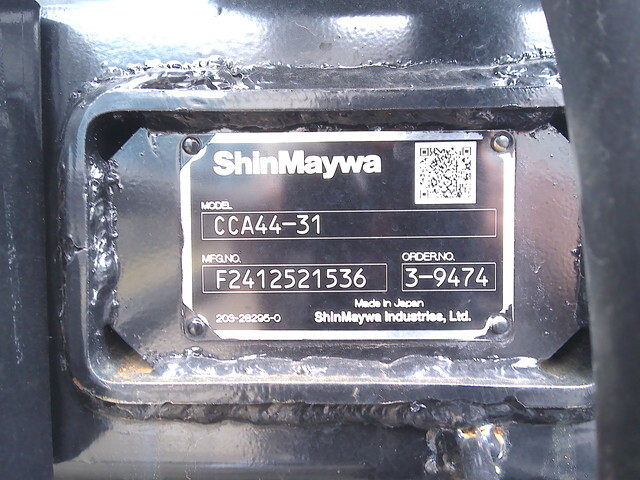 ShinMaywa
MODEL
CCA44-31
MFG.NO. ORDER.NO.
F2412521536 3-9474
Made in Japan
203-28295-0 ShinMaywa Industries, Ltd.